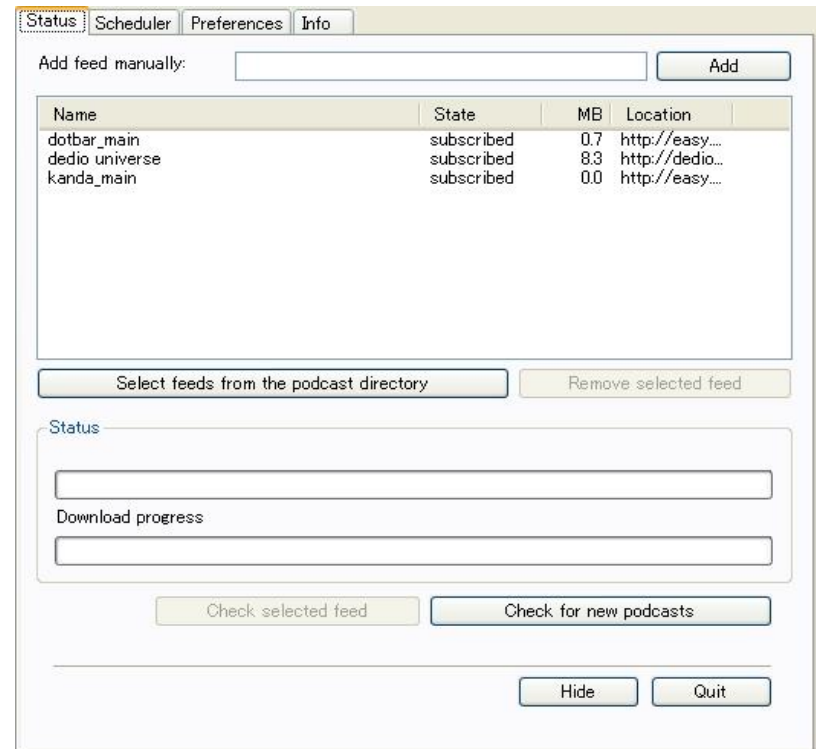 Status Scheduler Preferences Info
Add feed manually: Add
Name State MB Location
dotbar_main subscribed 0.7 http://easy....
dedio universe subscribed 8.3 http://dedio...
kanda_main subscribed 0.0 http://easy....
Select feeds from the podcast directory Remove selected feed
Status
Download progress
Check selected feed Check for new podcasts
Hide Quit